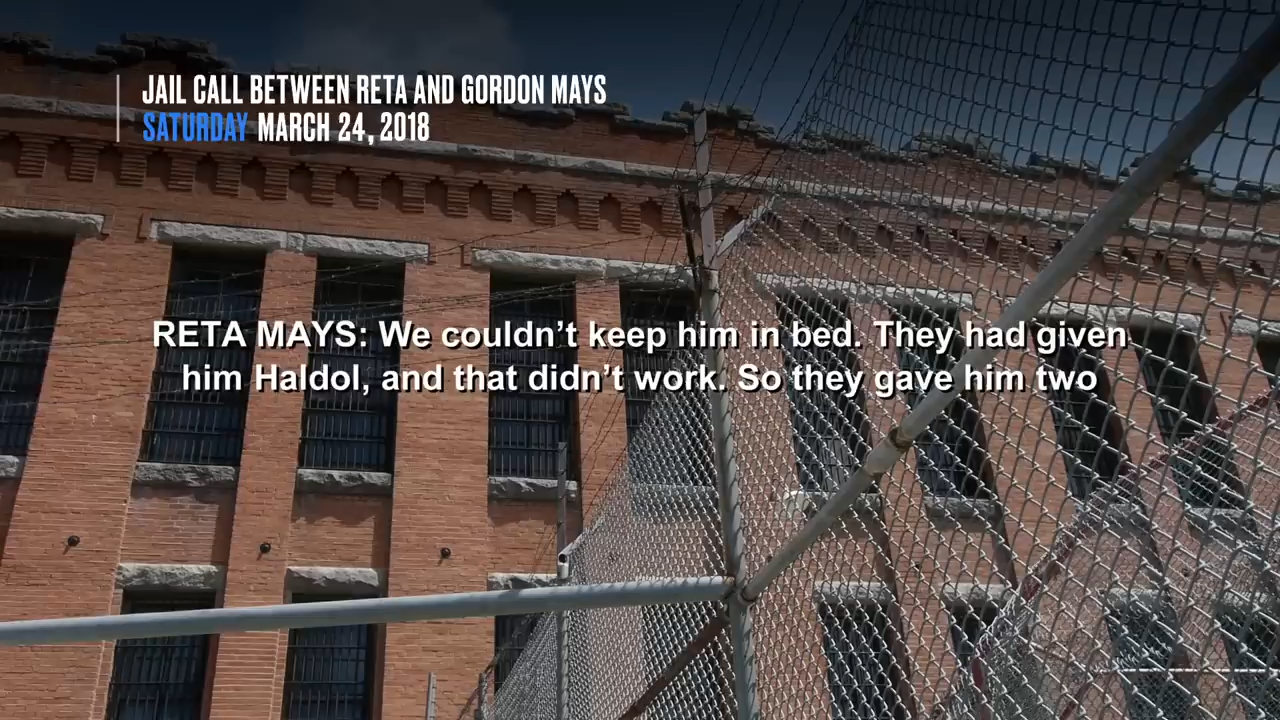 JAIL CALL BETWEEN RETA AND GORDON MAYS
SATURDAY MARCH 24, 2018
RETA MAYS: We couldn't keep him in bed. They had given
him Haldol, and that didn't work. So they gave him two